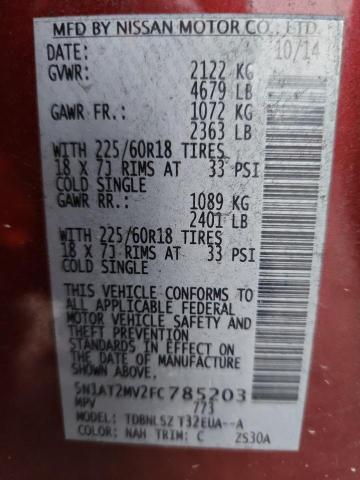 MFD BY NISSAN MOTOR CO., LTD.
DATE: 10/14
GVWR: 2122 KG
4679 LB
GAWR FR: 1072 KG
2363 LB
WITH 225/60R18 TIRES
18 X 7J RIMS AT 33 PSI
COLD SINGLE
GAWR RR.: 1089 KG
2401 LB
WITH 225/60R18 TIRES
18 X 7J RIMS AT 33 PSI
COLD SINGLE
THIS VEHICLE CONFORMS TO
ALL APPLICABLE FEDERAL
MOTOR VEHICLE SAFETY AND
THEFT PREVENTION
STANDARDS IN EFFECT ON THE
DATE OF MANUFACTURE
SHOWN ABOVE.
5N1AT2MV2FC785203
MPV 773
MODEL: TDBNLSZ T32EUA--A
COLOR: NAH TRIM: C 2S30A